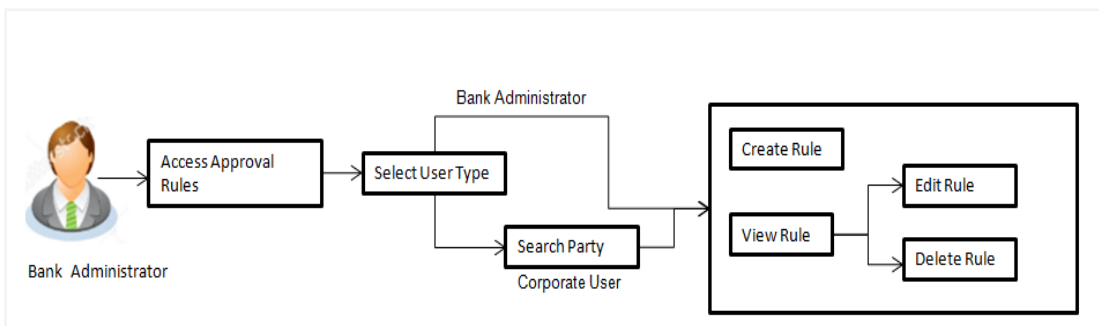 Bank Administrator
Access Approval
Rules
Select User Type
Bank Administrator
Search Party
Corporate User
Create Rule
View Rule
Edit Rule
Delete Rule